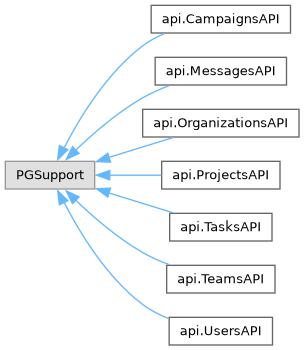 api.CampaignsAPI
api.MessagesAPI
api.OrganizationsAPI
PGSupport
api.ProjectsAPI
api.TasksAPI
api.TeamsAPI
api.UsersAPI